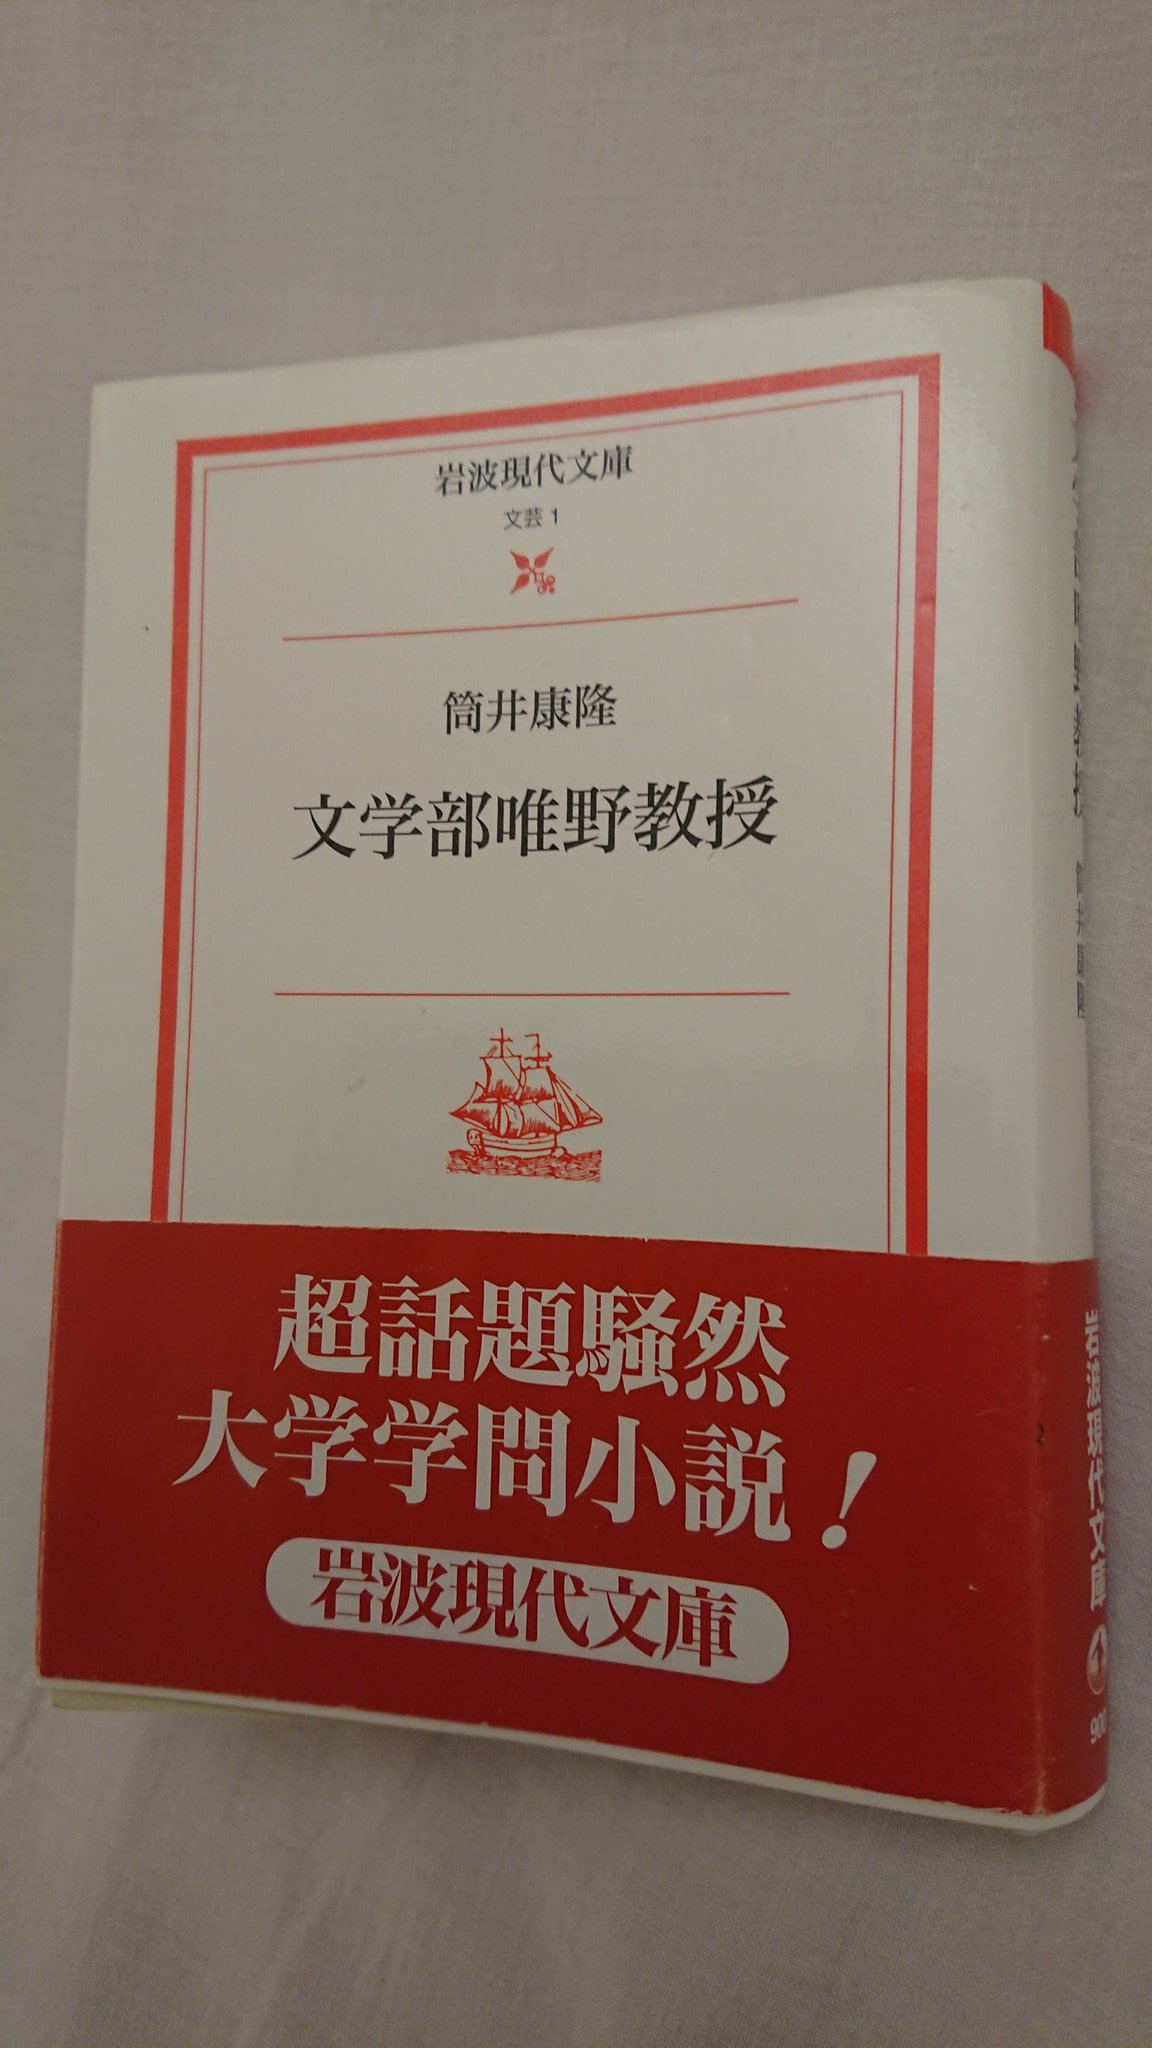 岩波現代文庫
文芸 1
筒井康隆
文学部唯野教授
超話題騒然
大学学問小説！
岩波現代文庫
岩波現代文庫
900